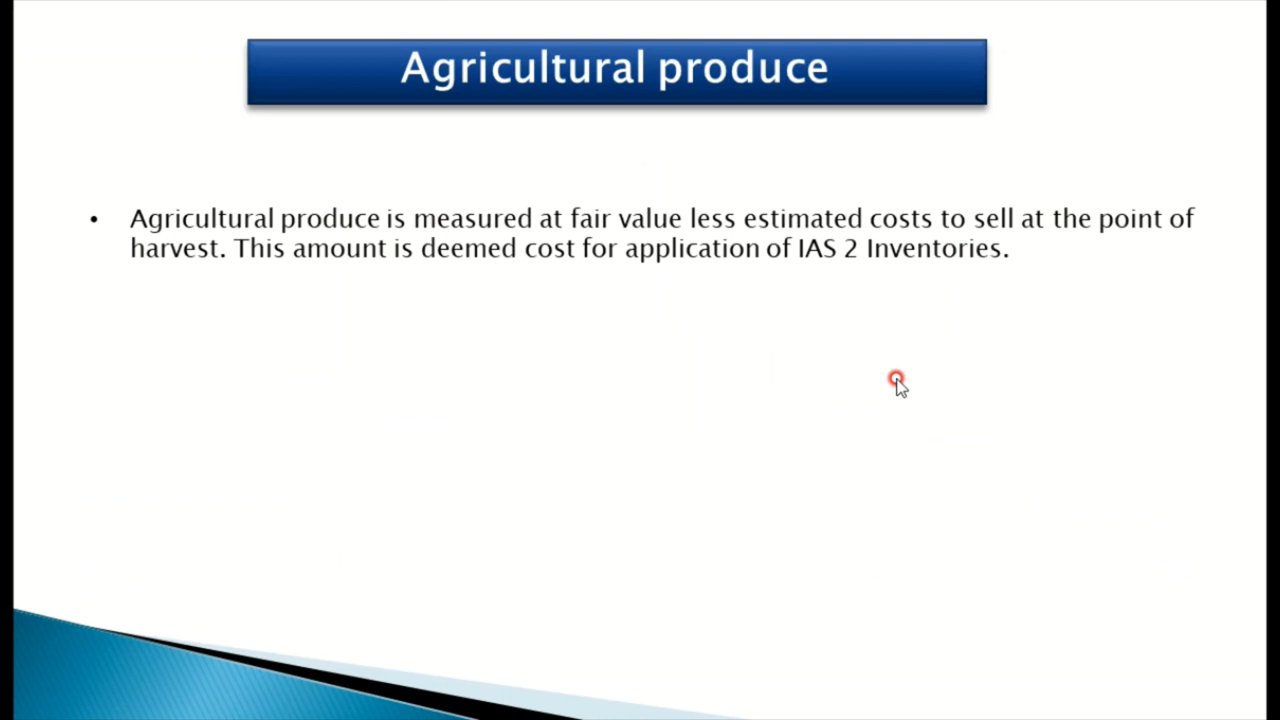 Agricultural produce
• Agricultural produce is measured at fair value less estimated costs to sell at the point of
harvest. This amount is deemed cost for application of IAS 2 Inventories.